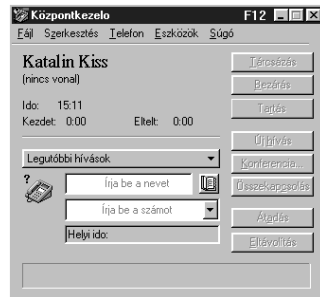 Központkezelo F12
Fájl Szerkesztés Telefon Eszközök Súgó
Katalin Kiss
(nincs vonal)
Ido: 15:11
Kezdet: 0:00 Eltelt: 0:00
Legutóbbi hívások
?
Írja be a nevet
Írja be a számot
Helyi ido:
Tárcsázás
Bezárás
Tartás
Új hívás
Konferencia...
Összekapcsolás
Átadás
Eltávolítás